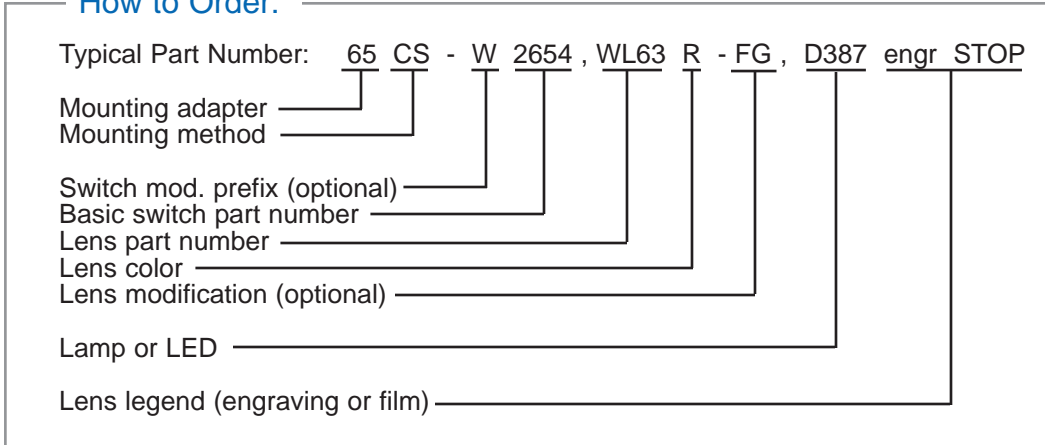 How to Order:
Typical Part Number: 65 CS - W 2654 , WL63 R - FG , D387 engr STOP
Mounting adapter
Mounting method
Switch mod. prefix (optional)
Basic switch part number
Lens part number
Lens color
Lens modification (optional)
Lamp or LED
Lens legend (engraving or film)